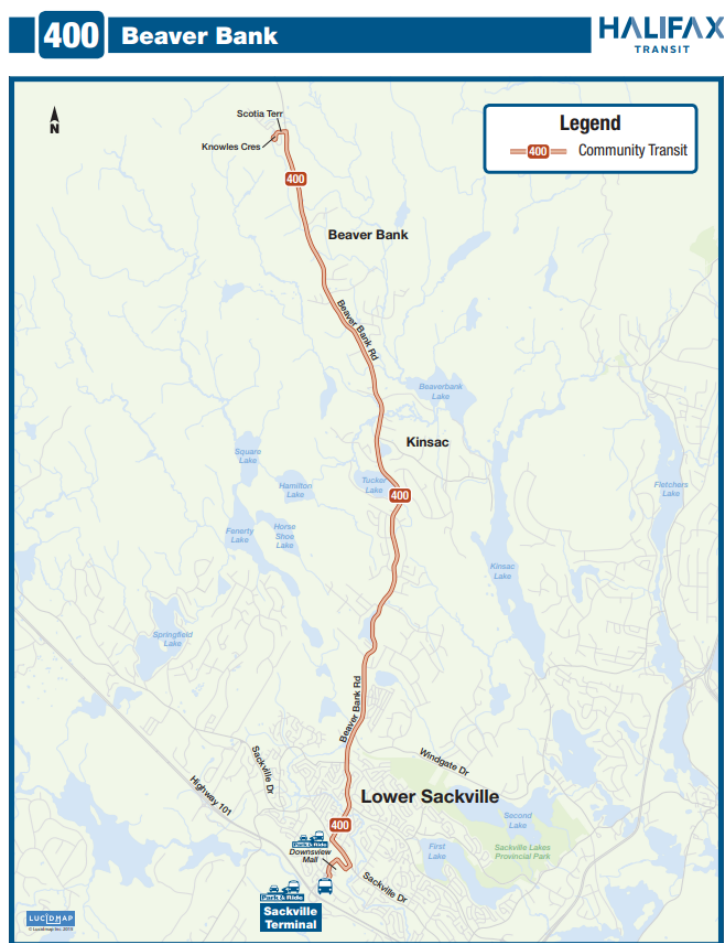 400 Beaver Bank
HALIFAX
TRANSIT
N
Legend
400 Community Transit
Scotia Terr
Knowles Cres
400
Beaver Bank
Beaver Bank Rd
Beaverbank
Lake
Kinsac
Square
Lake
Tucker
Lake
400
Hamilton
Lake
Fletchers
Lake
Fenerty
Lake
Horse
Shoe
Lake
Kinsac
Lake
Springfield
Lake
Beaver Bank Rd
Sackville Dr
Windgate Dr
Highway 101
Lower Sackville
400
Second
Lake
Park & Ride
Downsview
Mall
First
Lake
Sackville Lakes
Provincial Park
Sackville Dr
Park & Ride
Sackville
Terminal
LUCIDMAP
© Lucidmap Inc. 2019